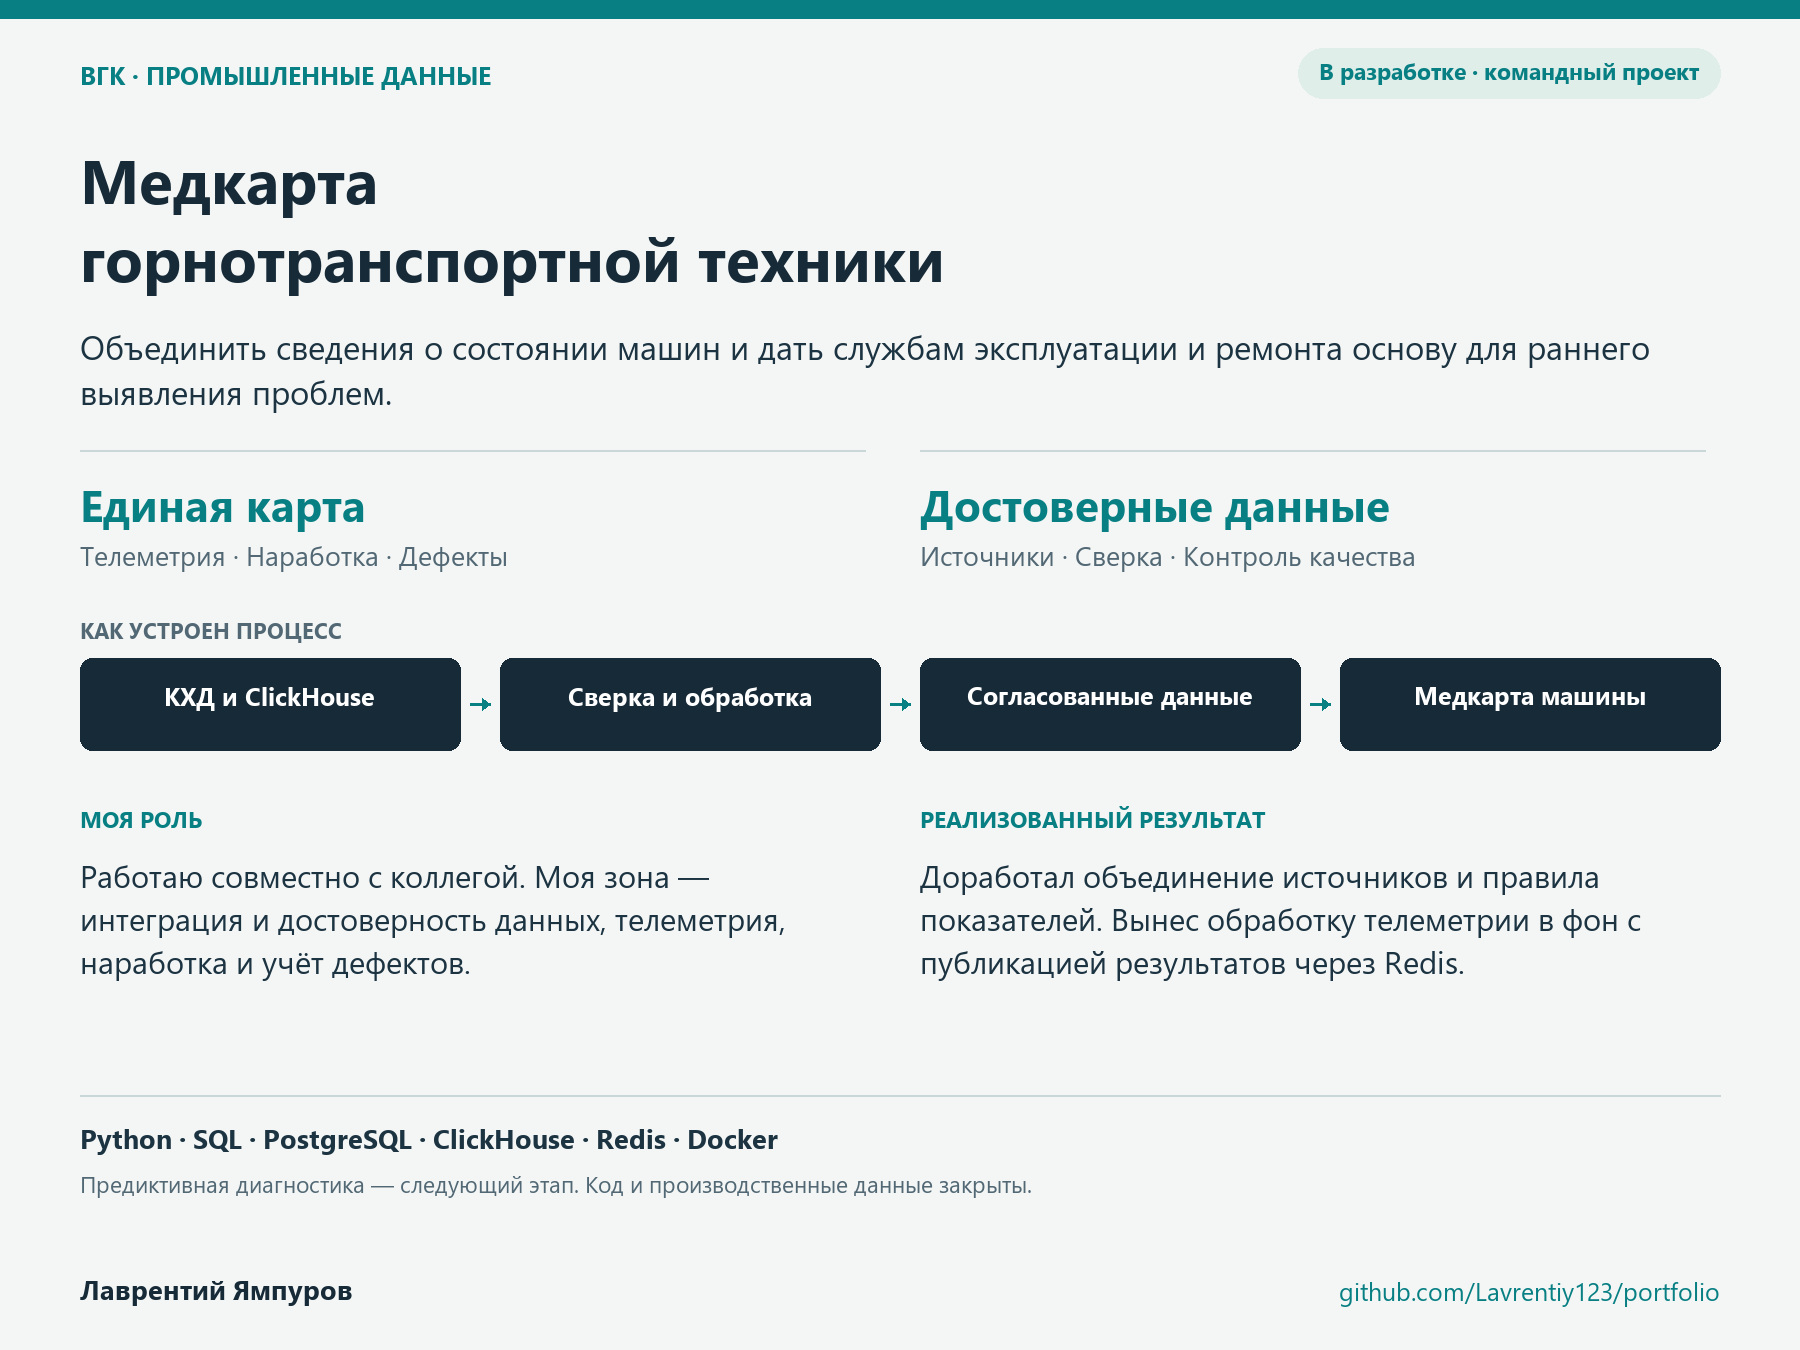 ВГК · ПРОМЫШЛЕННЫЕ ДАННЫЕ
В разработке · командный проект
Медкарта
горнотранспортной техники
Объединить сведения о состоянии машин и дать службам эксплуатации и ремонта основу для раннего
выявления проблем.
Единая карта
Телеметрия · Наработка · Дефекты
Достоверные данные
Источники · Сверка · Контроль качества
КАК УСТРОЕН ПРОЦЕСС
КХД и ClickHouse
Сверка и обработка
Согласованные данные
Медкарта машины
МОЯ РОЛЬ
Работаю совместно с коллегой. Моя зона —
интеграция и достоверность данных, телеметрия,
наработка и учёт дефектов.
РЕАЛИЗОВАННЫЙ РЕЗУЛЬТАТ
Доработал объединение источников и правила
показателей. Вынес обработку телеметрии в фон с
публикацией результатов через Redis.
Python · SQL · PostgreSQL · ClickHouse · Redis · Docker
Предиктивная диагностика — следующий этап. Код и производственные данные закрыты.
Лаврентий Ямпуров
github.com/Lavrentiy123/portfolio